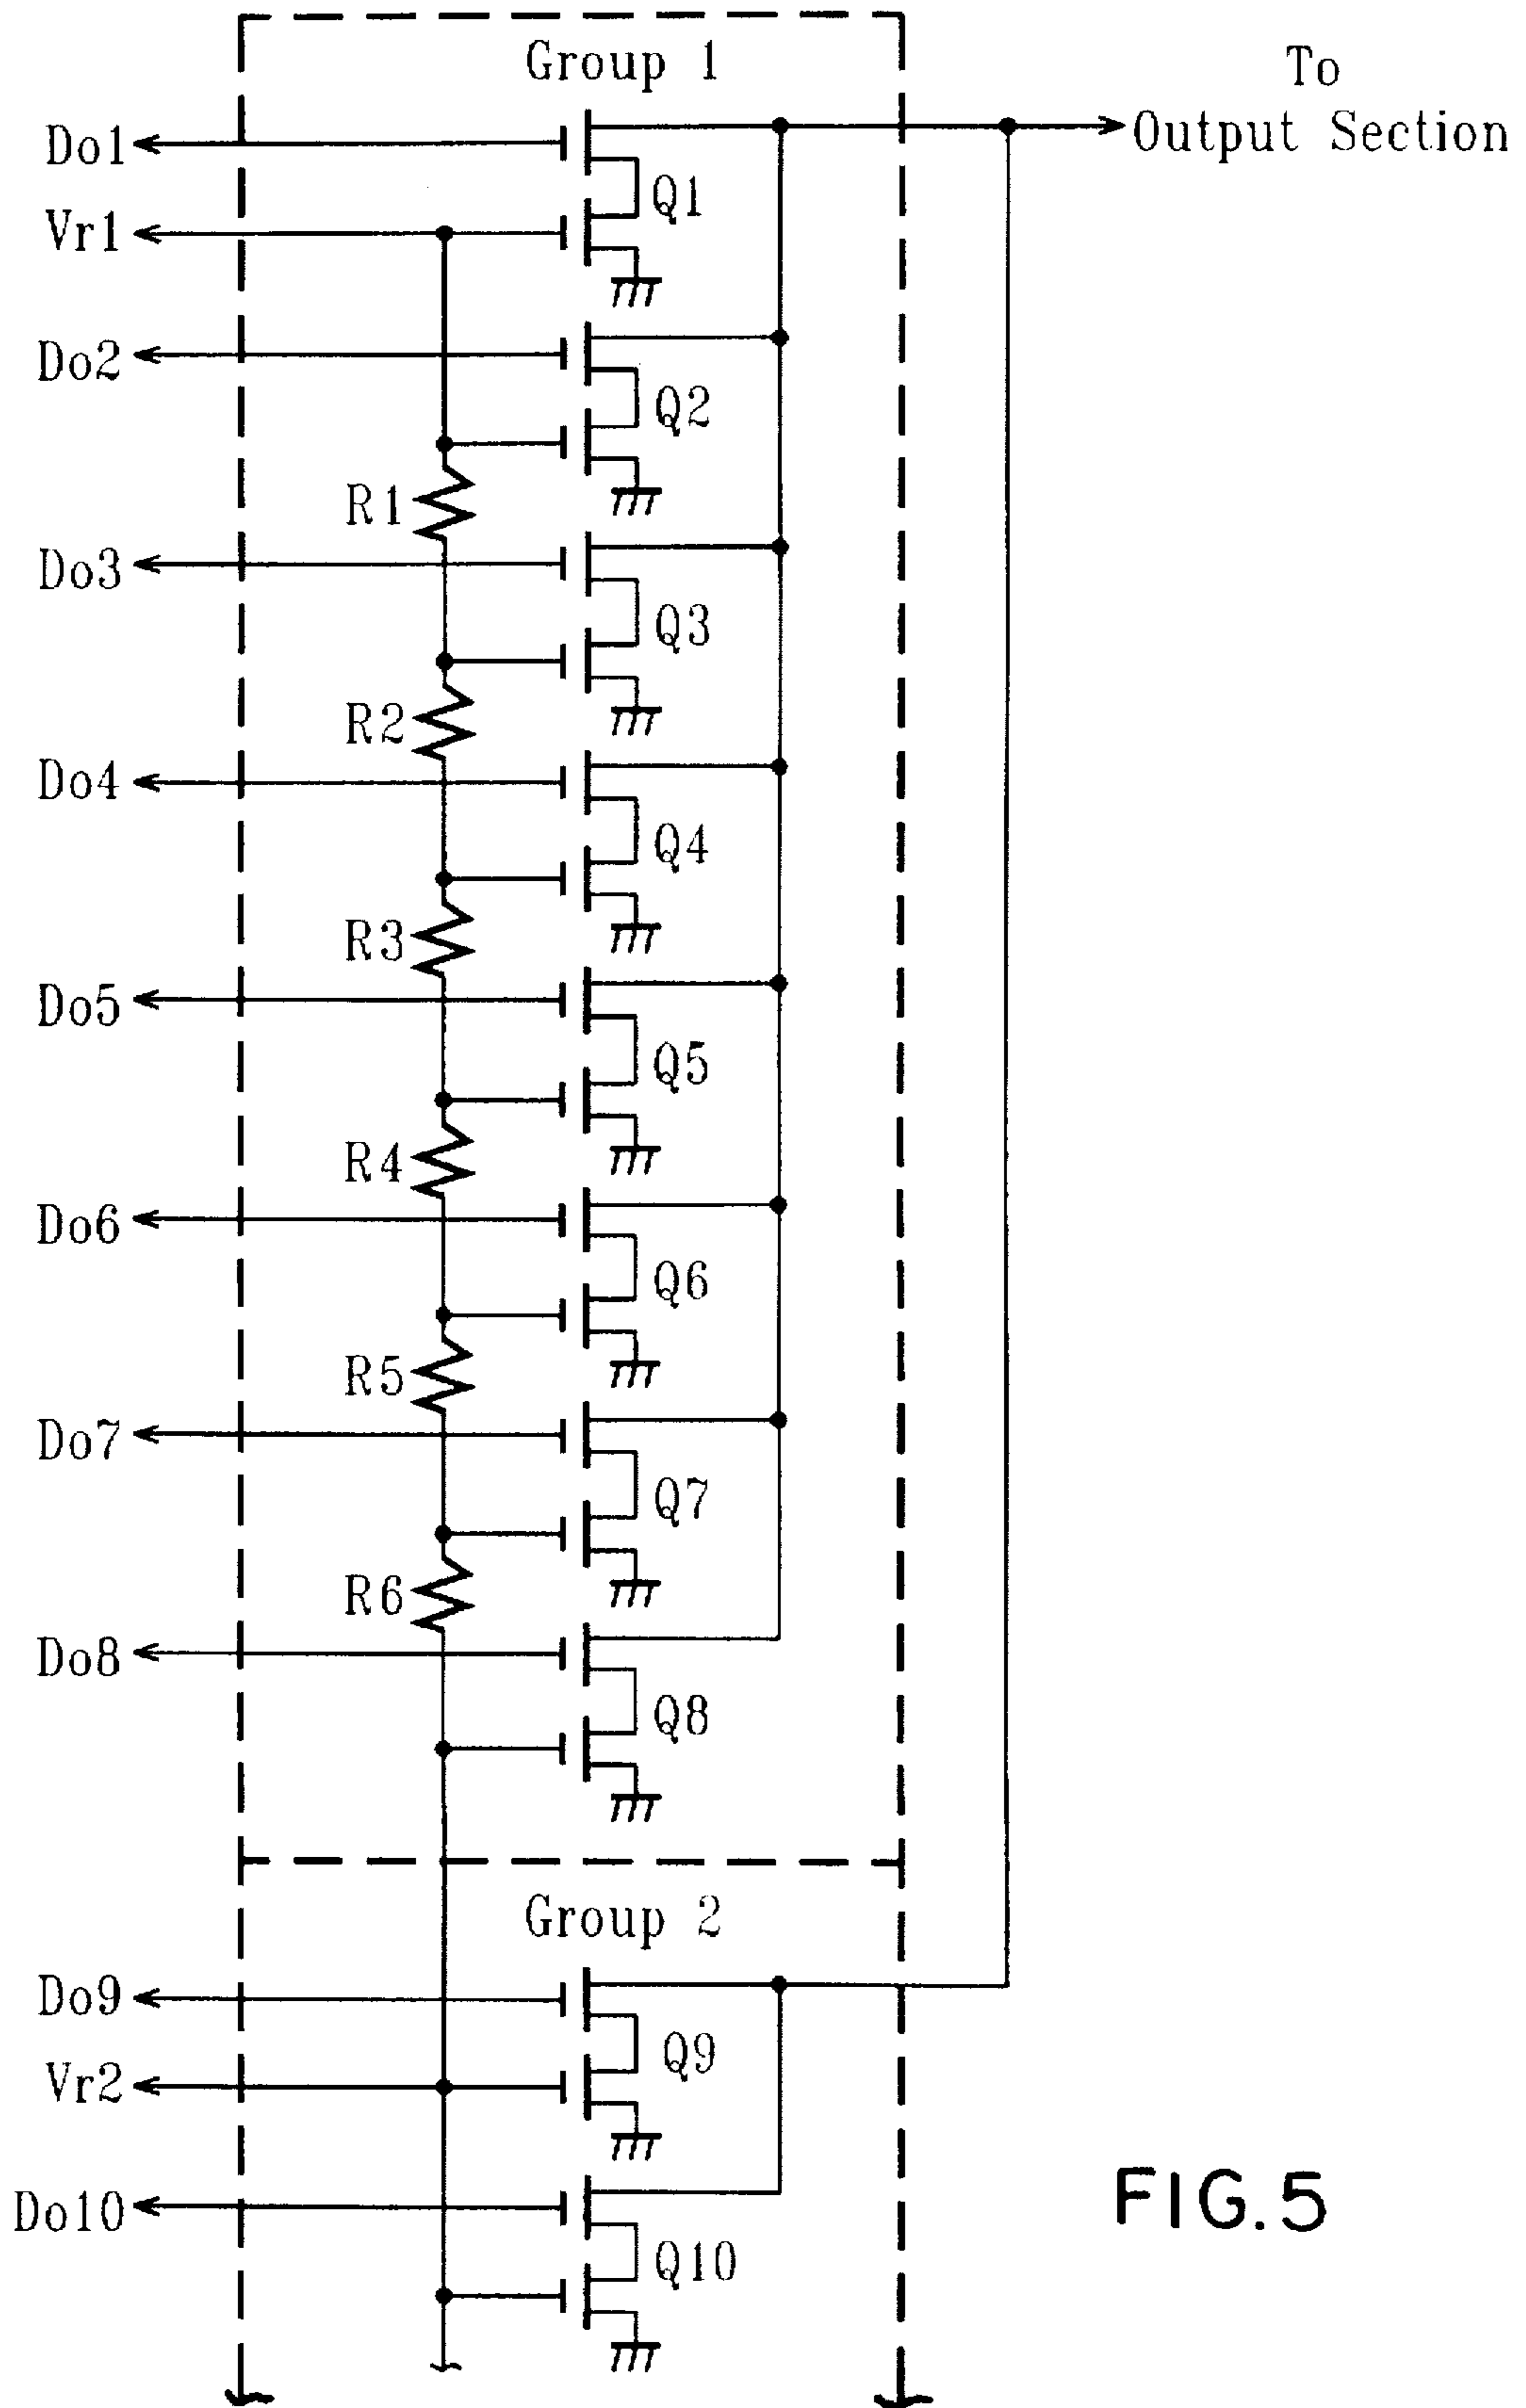 Group 1
To
Output Section
Do1
Q1
Vr1
Do2
Q2
R1
Do3
Q3
R2
Do4
Q4
R3
Do5
Q5
R4
Do6
Q6
R5
Do7
Q7
R6
Do8
Q8
Group 2
Do9
Q9
Vr2
Do10
Q10
FIG.5